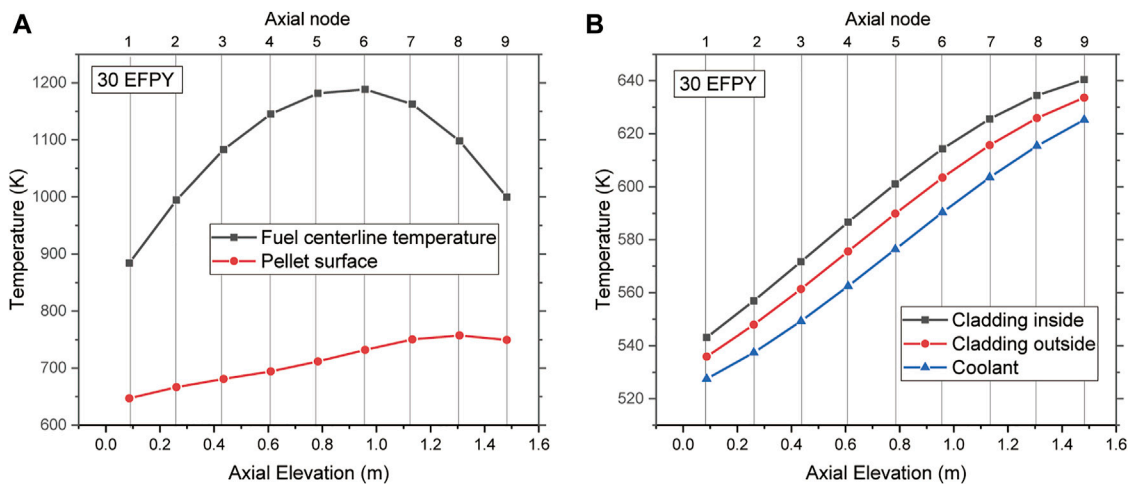 A
Axial node
1 2 3 4 5 6 7 8 9
30 EFPY
1200
1100
1000
900
800
700
600
Temperature (K)
Fuel centerline temperature
Pellet surface
0.0 0.2 0.4 0.6 0.8 1.0 1.2 1.4 1.6
Axial Elevation (m)
B
Axial node
1 2 3 4 5 6 7 8 9
30 EFPY
640
620
600
580
560
540
520
Temperature (K)
Cladding inside
Cladding outside
Coolant
0.0 0.2 0.4 0.6 0.8 1.0 1.2 1.4 1.6
Axial Elevation (m)